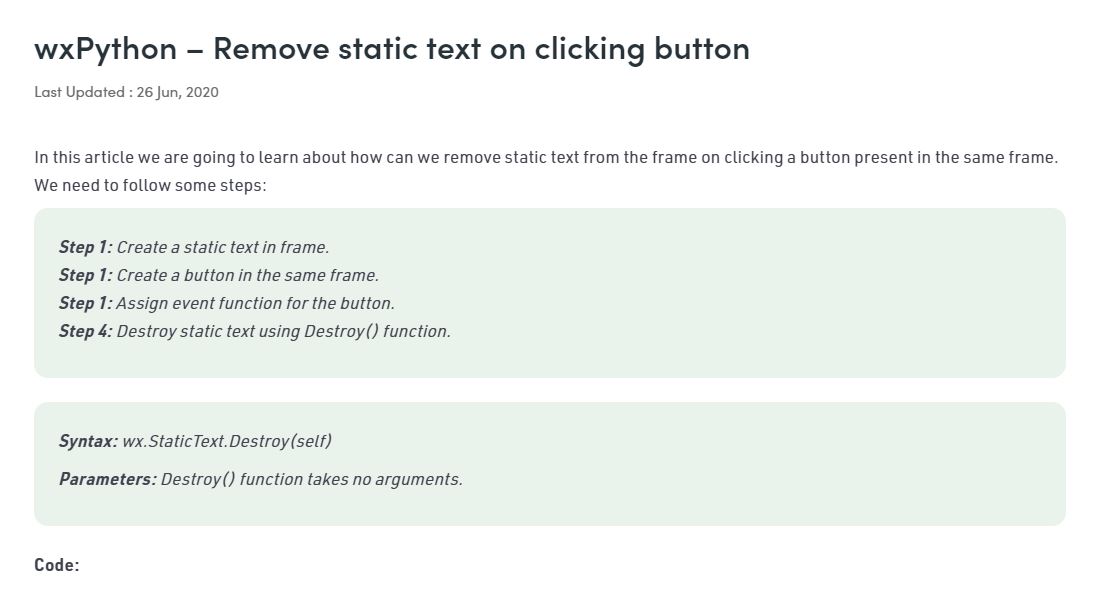 wxPython – Remove static text on clicking button
Last Updated : 26 Jun, 2020
In this article we are going to learn about how can we remove static text from the frame on clicking a button present in the same frame.
We need to follow some steps:
Step 1: Create a static text in frame.
Step 1: Create a button in the same frame.
Step 1: Assign event function for the button.
Step 4: Destroy static text using Destroy() function.
Syntax: wx.StaticText.Destroy(self)
Parameters: Destroy() function takes no arguments.
Code: